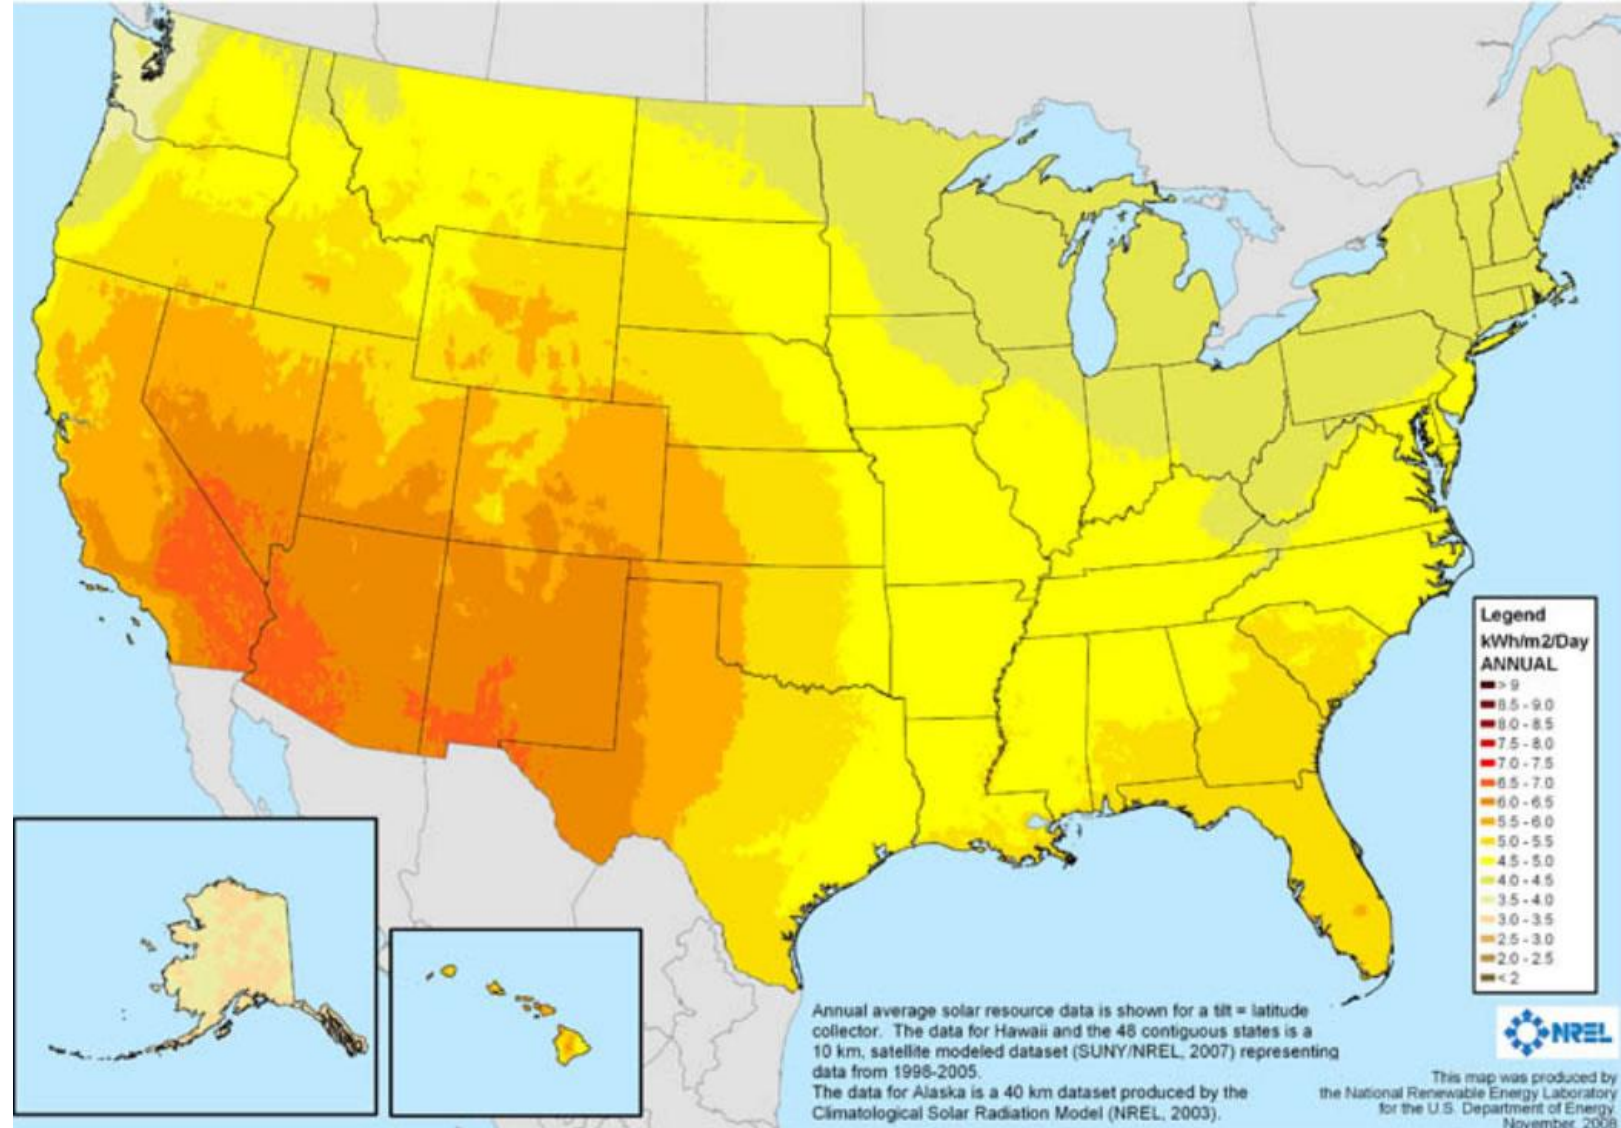 Legend
kWh/m2/Day
ANNUAL
> 9
8.5 - 9.0
8.0 - 8.5
7.5 - 8.0
7.0 - 7.5
6.5 - 7.0
6.0 - 6.5
5.5 - 6.0
5.0 - 5.5
4.5 - 5.0
4.0 - 4.5
3.5 - 4.0
3.0 - 3.5
2.5 - 3.0
2.0 - 2.5
< 2
Annual average solar resource data is shown for a tilt = latitude
collector. The data for Hawaii and the 48 contiguous states is a
10 km, satellite modeled dataset (SUNY/NREL, 2007) representing
data from 1998-2005.
The data for Alaska is a 40 km dataset produced by the
Climatological Solar Radiation Model (NREL, 2003).
NREL
This map was produced by
the National Renewable Energy Laboratory
for the U.S. Department of Energy.
November, 2008